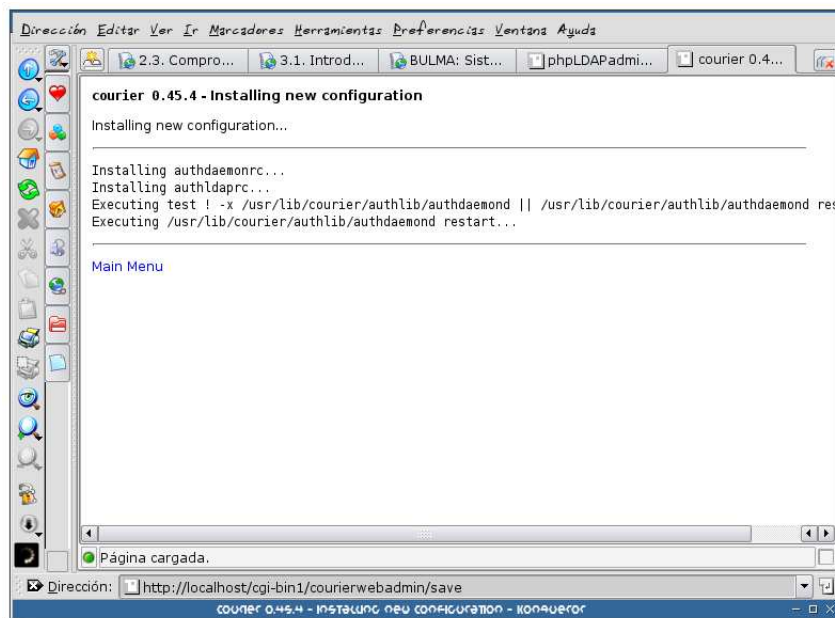 Dirección Editar Ver Ir Marcadores Herramientas Preferencias Ventana Ayuda
2.3. Compro... 3.1. Introd... BULMA: Sist... phpLDAPadmi... courier 0.4...
courier 0.45.4 - Installing new configuration
Installing new configuration...
Installing authdaemonrc...
Installing authldaprc...
Executing test ! -x /usr/lib/courier/authlib/authdaemond || /usr/lib/courier/authlib/authdaemond res
Executing /usr/lib/courier/authlib/authdaemond restart...
Main Menu
Página cargada.
Dirección: http://localhost/cgi-bin1/courierwebadmin/save
courier 0.45.4 - Installing new configuration - Konqueror